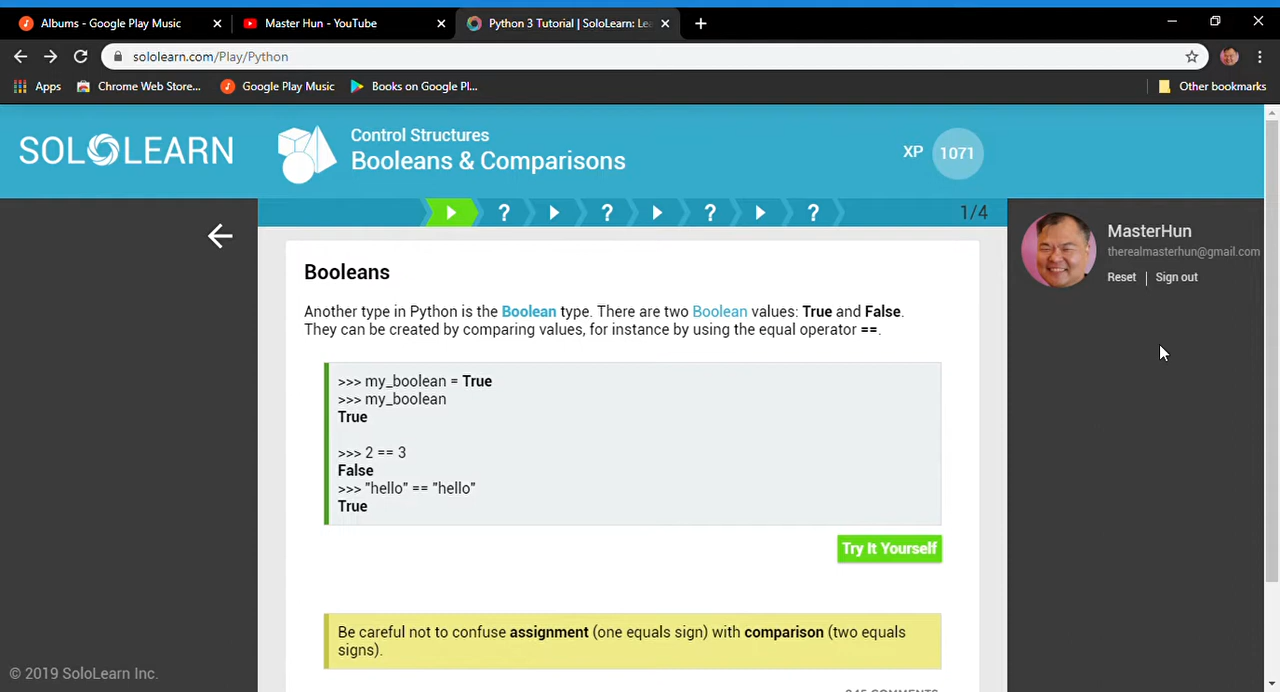 Albums - Google Play Music
Master Hun - YouTube
Python 3 Tutorial | SoloLearn: Le
sololearn.com/Play/Python
Apps
Chrome Web Store...
Google Play Music
Books on Google Pl...
Other bookmarks
SOLOLEARN
Control Structures
Booleans & Comparisons
XP 1071
? ? ? ?
1/4
MasterHun
therealmasterhun@gmail.com
Reset | Sign out
Booleans
Another type in Python is the Boolean type. There are two Boolean values: True and False.
They can be created by comparing values, for instance by using the equal operator ==.
>>> my_boolean = True
>>> my_boolean
True
>>> 2 == 3
False
>>> "hello" == "hello"
True
Try It Yourself
Be careful not to confuse assignment (one equals sign) with comparison (two equals
signs).
© 2019 SoloLearn Inc.